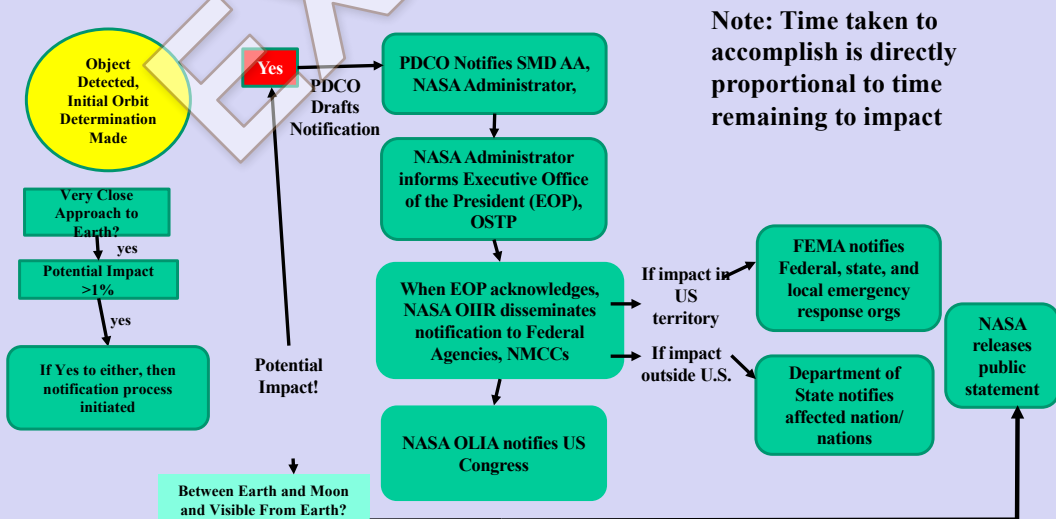 Object
Detected,
Initial Orbit
Determination
Made
Very Close
Approach to
Earth?
yes
Potential Impact
>1%
yes
If Yes to either, then
notification process
initiated
Yes
PDCO
Drafts
Notification
Potential
Impact!
Between Earth and Moon
and Visible From Earth?
PDCO Notifies SMD AA,
NASA Administrator,
NASA Administrator
informs Executive Office
of the President (EOP),
OSTP
When EOP acknowledges,
NASA OIIR disseminates
notification to Federal
Agencies, NMCCs
NASA OLIA notifies US
Congress
If impact in
US
territory
If impact
outside U.S.
FEMA notifies
Federal, state, and
local emergency
response orgs
Department of
State notifies
affected nation/
nations
NASA
releases
public
statement
Note: Time taken to
accomplish is directly
proportional to time
remaining to impact